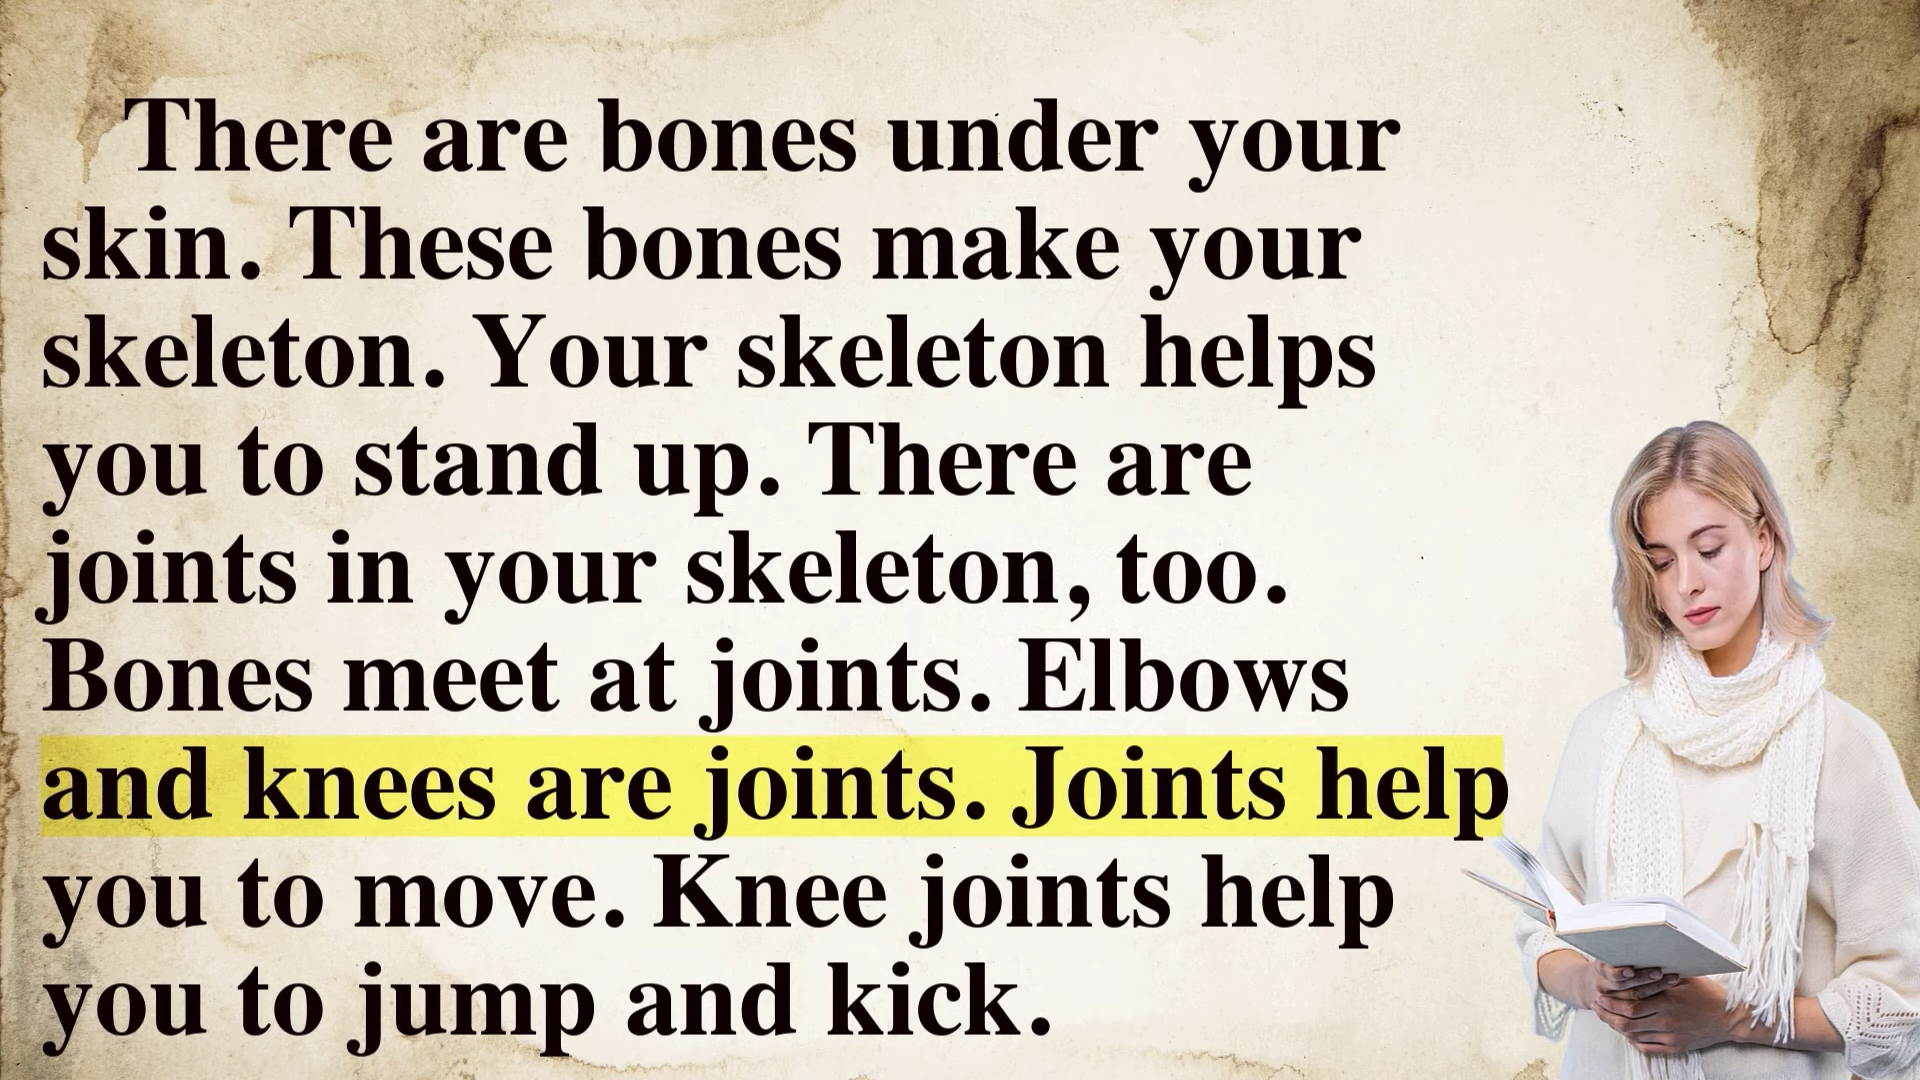 There are bones under your
skin. These bones make your
skeleton. Your skeleton helps
you to stand up. There are
joints in your skeleton, too.
Bones meet at joints. Elbows
and knees are joints. Joints help
you to move. Knee joints help
you to jump and kick.